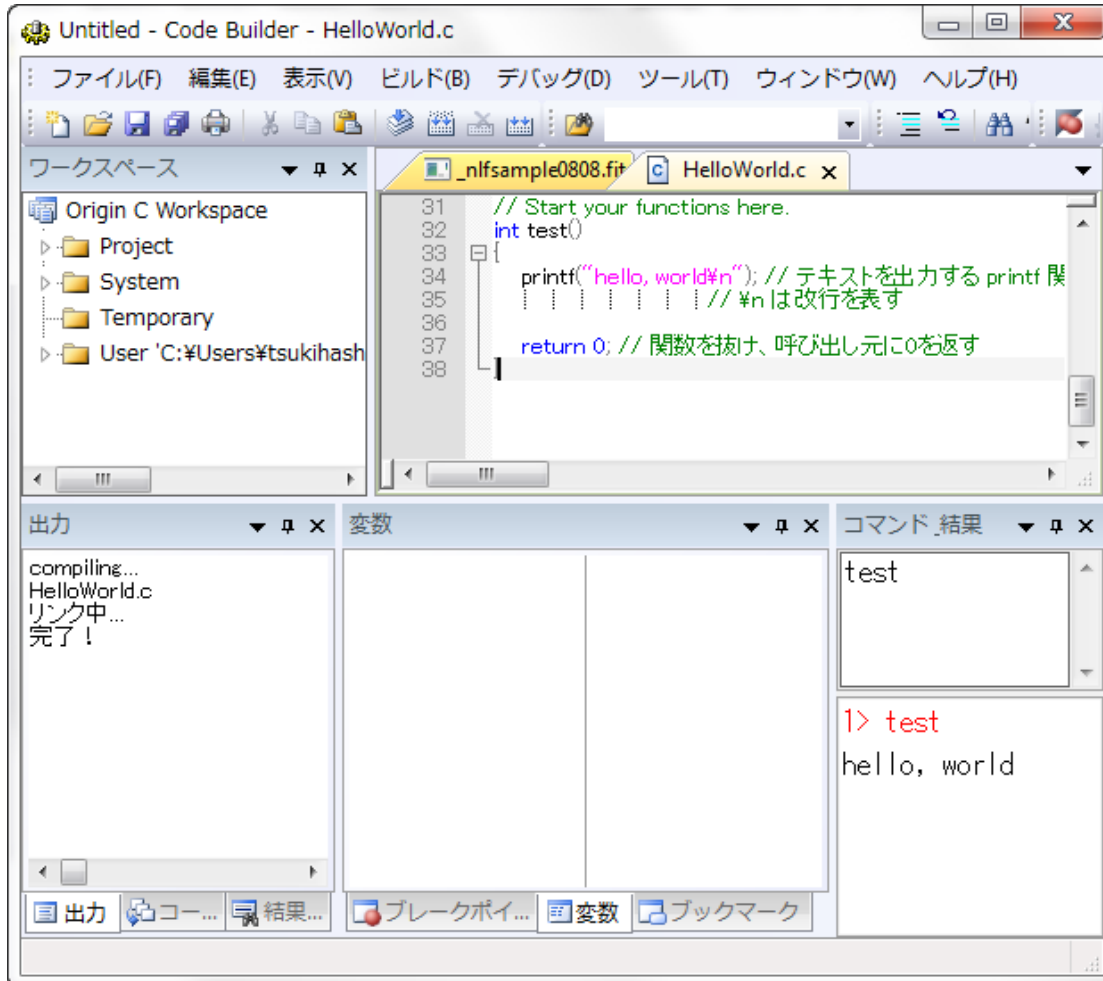 Untitled - Code Builder - HelloWorld.c
ファイル(F) 編集(E) 表示(V) ビルド(B) デバッグ(D) ツール(T) ウィンドウ(W) ヘルプ(H)
ワークスペース
Origin C Workspace
Project
System
Temporary
User 'C:¥Users¥tsukihash
_nlfsample0808.fit
HelloWorld.c
31 // Start your functions here.
32 int test()
33 {
34 printf("hello, world¥n"); // テキストを出力する printf 関
35 // ¥n は改行を表す
36
37 return 0; // 関数を抜け、呼び出し元に0を返す
38 }
出力
compiling...
HelloWorld.c
リンク中...
完了！
出力 コー... 結果...
変数
ブレークポイ... 変数 ブックマーク
コマンド_結果
test
1> test
hello, world